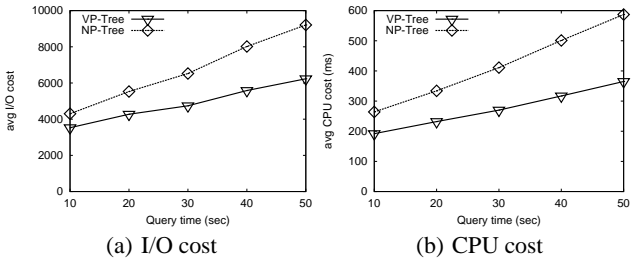 VP-Tree
NP-Tree
10000
8000
6000
4000
2000
0
avg I/O cost
10 20 30 40 50
Query time (sec)
(a) I/O cost
VP-Tree
NP-Tree
600
500
400
300
200
100
0
avg CPU cost (ms)
10 20 30 40 50
Query time (sec)
(b) CPU cost